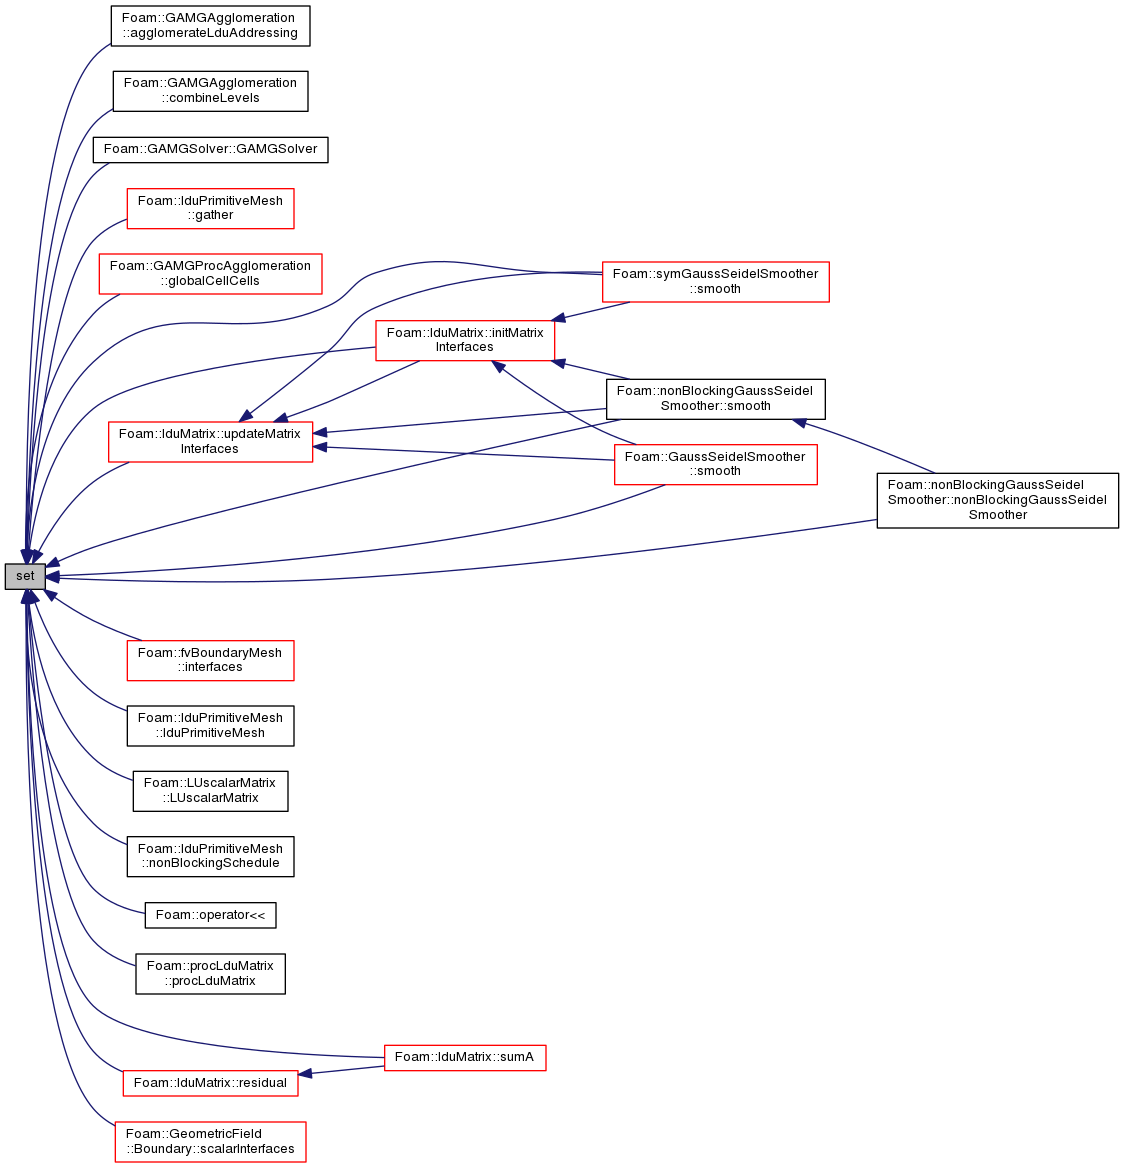 Foam::GAMGAgglomeration
::agglomerateLduAddressing
Foam::GAMGAgglomeration
::combineLevels
Foam::GAMGSolver::GAMGSolver
Foam::lduPrimitiveMesh
::gather
Foam::GAMGProcAgglomeration
::globalCellCells
Foam::symGaussSeidelSmoother
::smooth
Foam::lduMatrix::initMatrix
Interfaces
Foam::nonBlockingGaussSeidel
Smoother::smooth
Foam::lduMatrix::updateMatrix
Interfaces
Foam::GaussSeidelSmoother
::smooth
Foam::nonBlockingGaussSeidel
Smoother::nonBlockingGaussSeidel
Smoother
set
Foam::fvBoundaryMesh
::interfaces
Foam::lduPrimitiveMesh
::lduPrimitiveMesh
Foam::LUscalarMatrix
::LUscalarMatrix
Foam::lduPrimitiveMesh
::nonBlockingSchedule
Foam::operator<<
Foam::procLduMatrix
::procLduMatrix
Foam::lduMatrix::sumA
Foam::lduMatrix::residual
Foam::GeometricField
::Boundary::scalarInterfaces